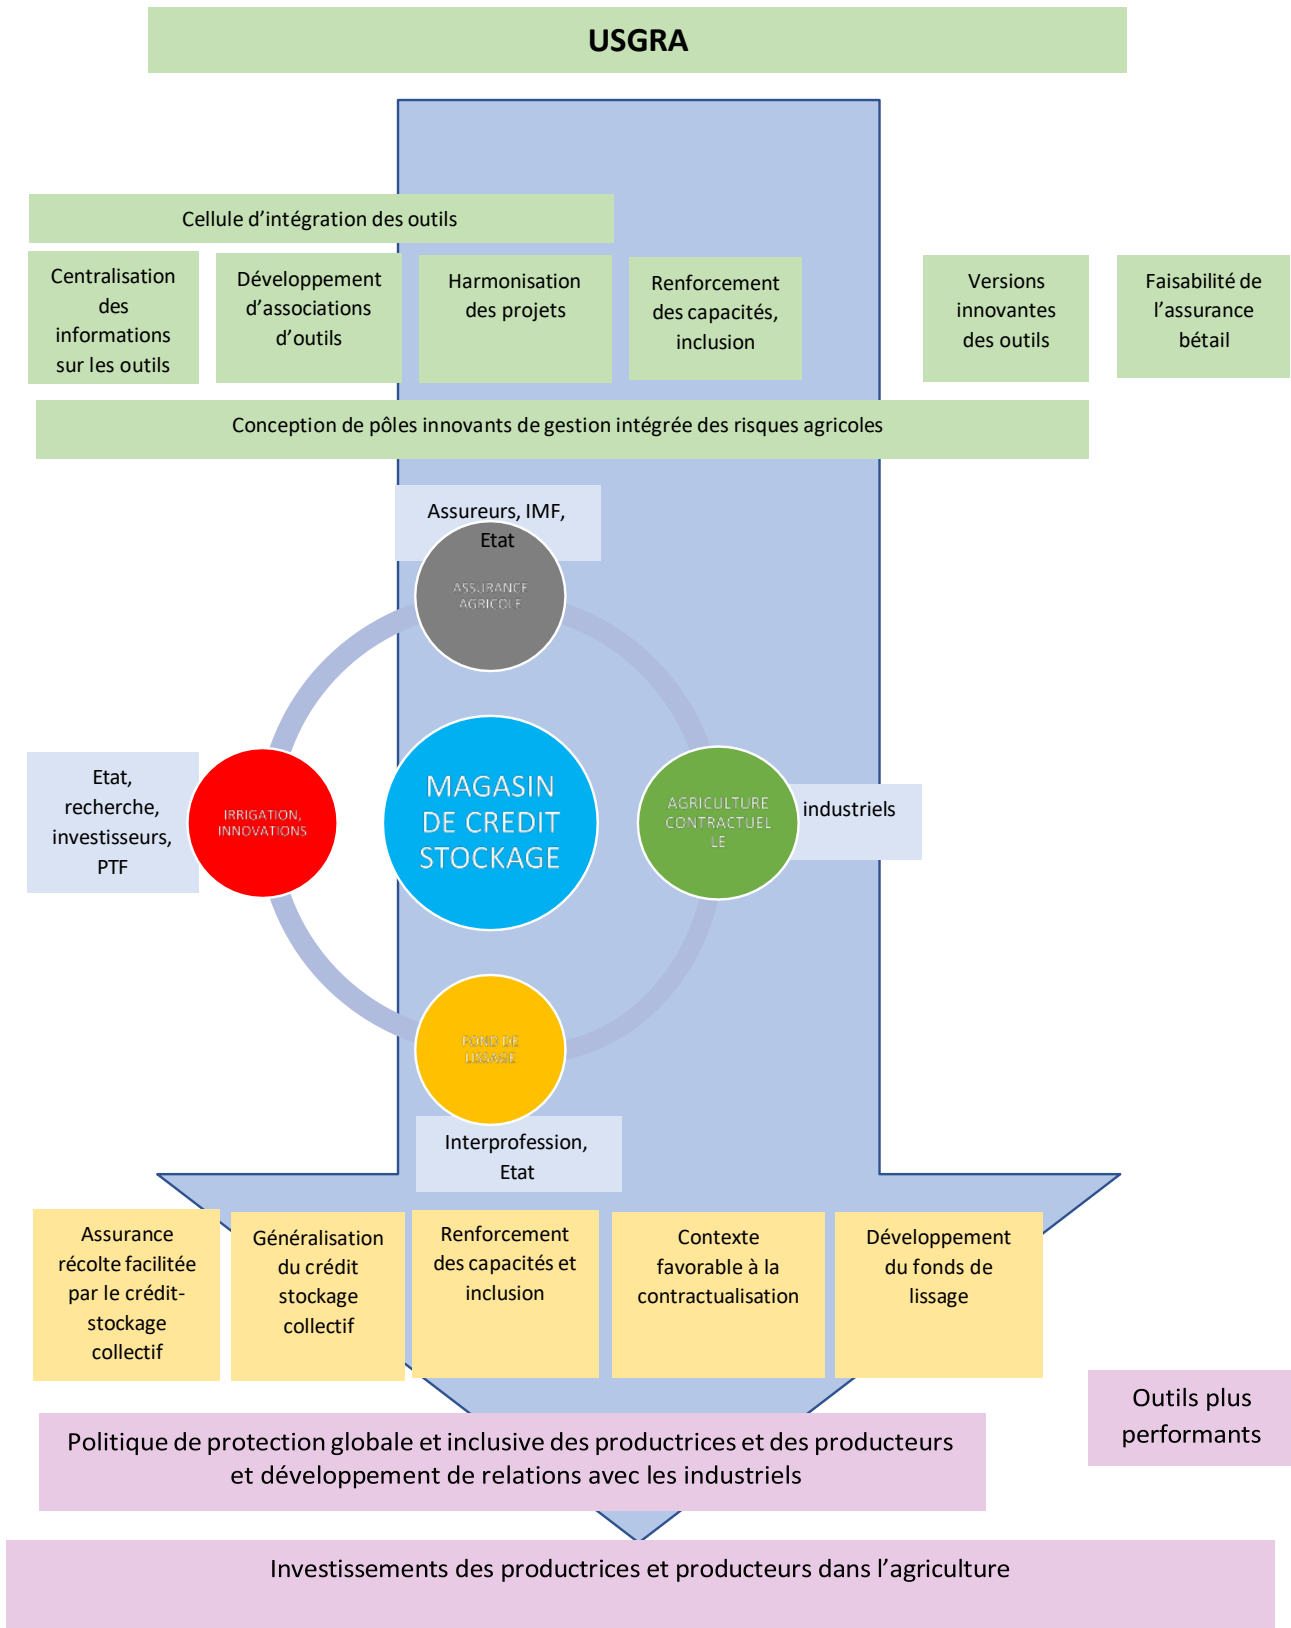 USGRA
Cellule d’intégration des outils
Centralisation
des
informations
sur les outils
Développement
d’associations
d’outils
Harmonisation
des projets
Renforcement
des capacités,
inclusion
Versions
innovantes
des outils
Faisabilité de
l’assurance
bétail
Conception de pôles innovants de gestion intégrée des risques agricoles
Assureurs, IMF,
Etat
ASSURANCE
AGRICOLE
Etat,
recherche,
investisseurs,
PTF
IRRIGATION,
INNOVATIONS
MAGASIN
DE CREDIT
STOCKAGE
AGRICULTURE
CONTRACTUEL
LE
industriels
FOND DE
LISSAGE
Interprofession,
Etat
Assurance
récolte facilitée
par le crédit-
stockage
collectif
Généralisation
du crédit
stockage
collectif
Renforcement
des capacités et
inclusion
Contexte
favorable à la
contractualisation
Développement
du fonds de
lissage
Outils plus
performants
Politique de protection globale et inclusive des productrices et des producteurs
et développement de relations avec les industriels
Investissements des productrices et producteurs dans l’agriculture